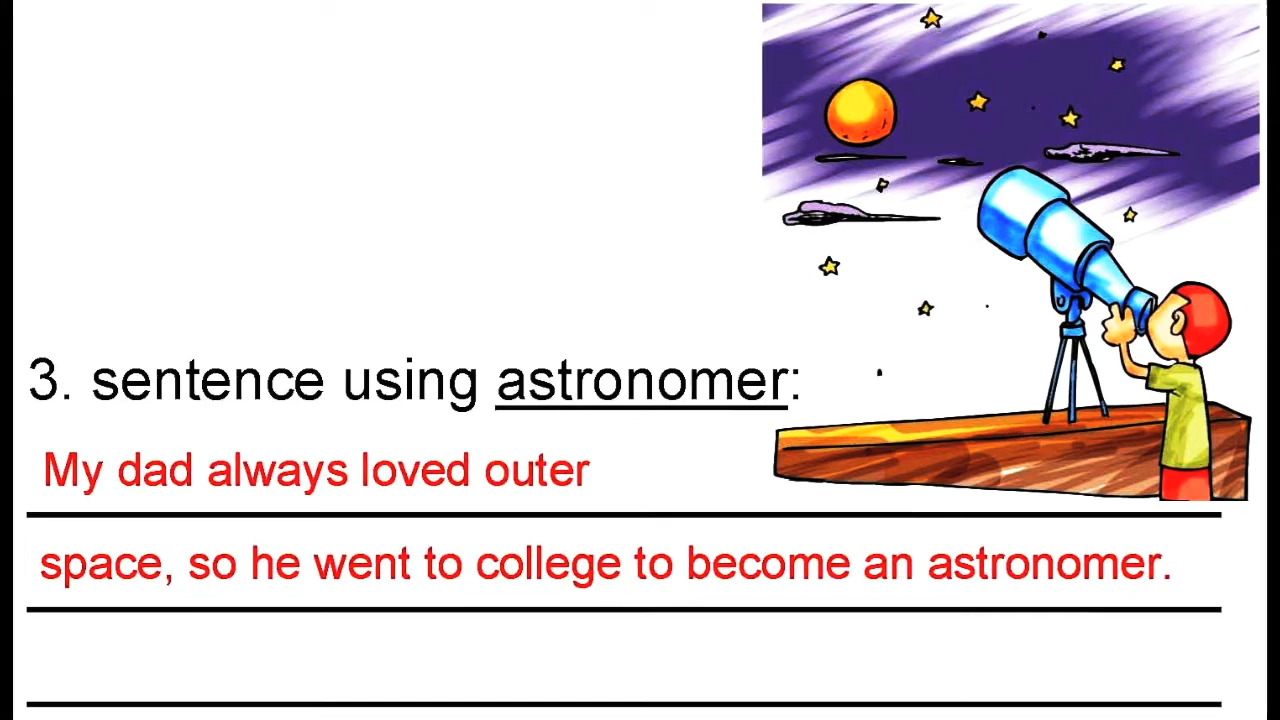 3. sentence using astronomer:
My dad always loved outer
space, so he went to college to become an astronomer.